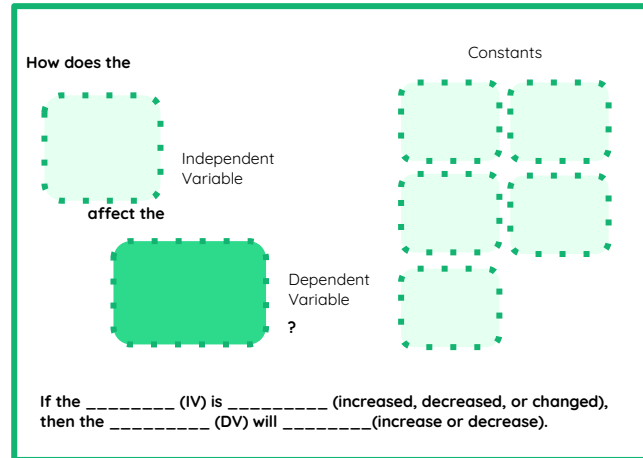 How does the
Independent
Variable
affect the
Dependent
Variable
?
Constants
If the ________ (IV) is _________ (increased, decreased, or changed),
then the _________ (DV) will ________(increase or decrease).